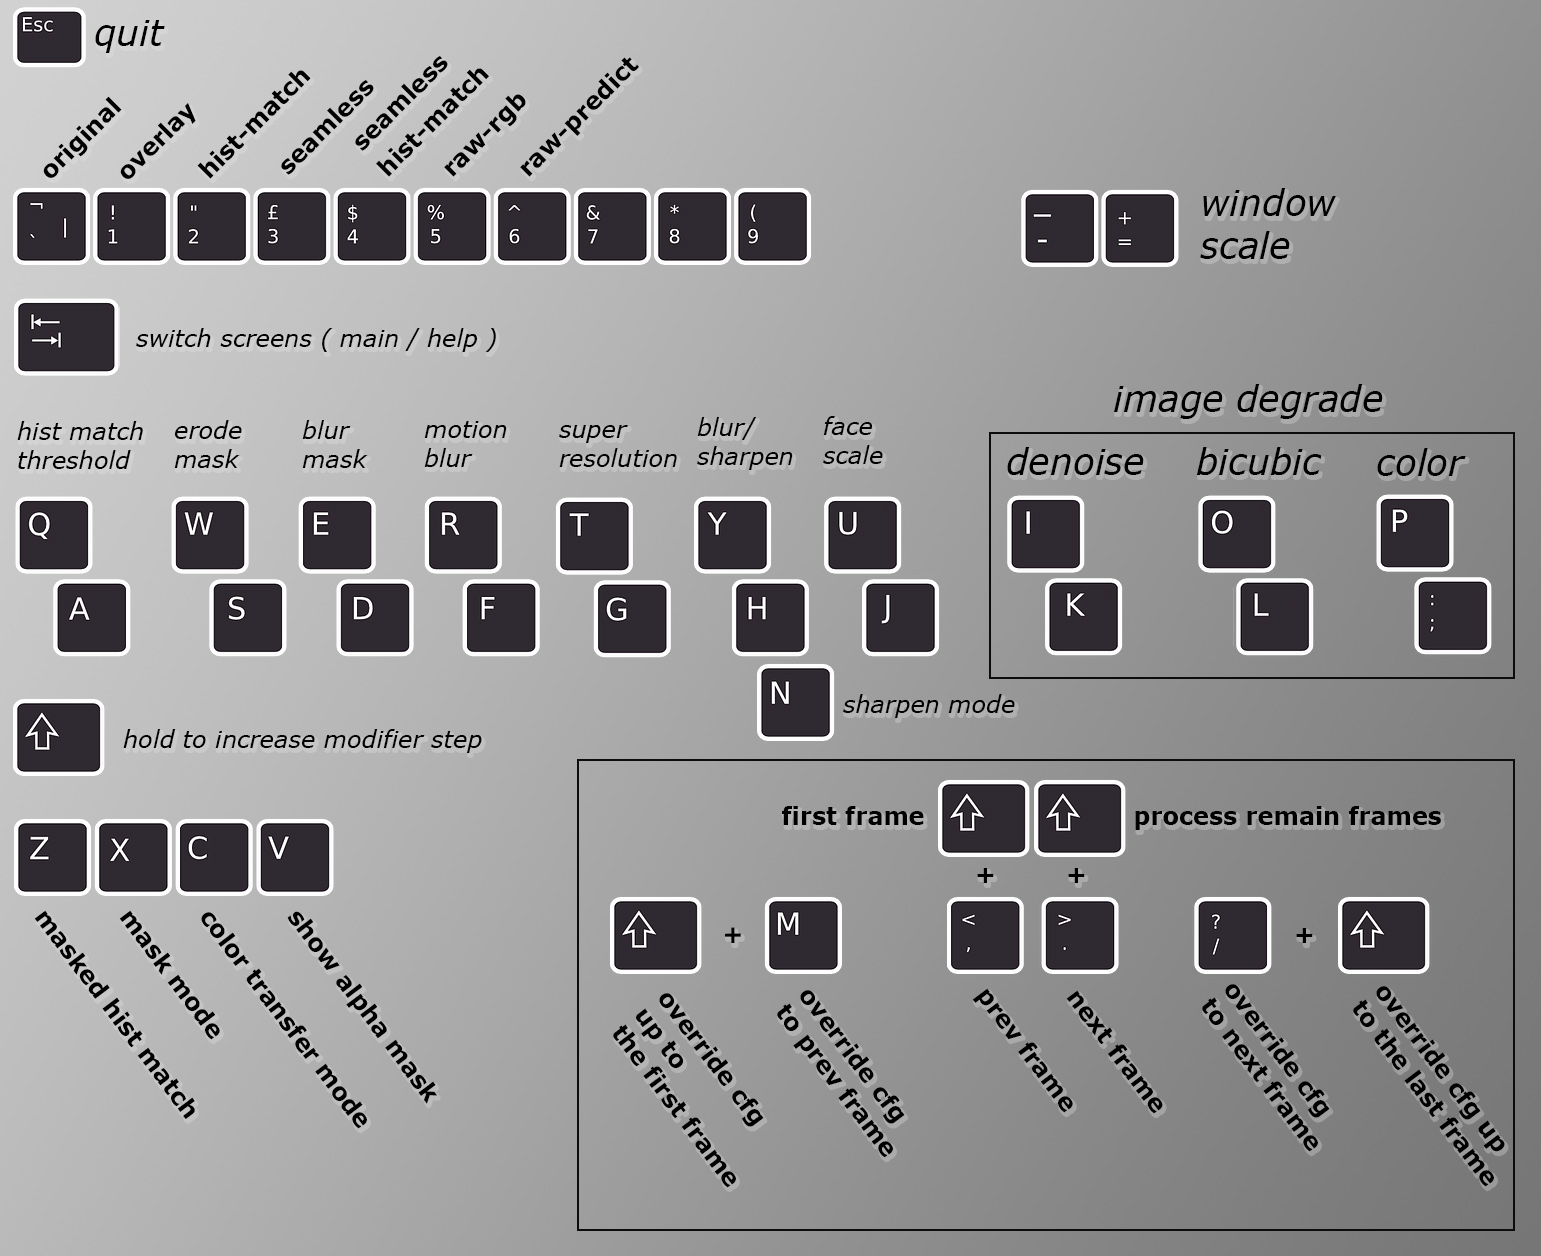 Esc quit
original
overlay
hist-match
seamless
seamless
hist-match
raw-rgb
raw-predict
¬ ` |
! 1
" 2
£ 3
$ 4
% 5
^ 6
& 7
* 8
( 9
_ -
+ =
window
scale
switch screens ( main / help )
image degrade
hist match
threshold
erode
mask
blur
mask
motion
blur
super
resolution
blur/
sharpen
face
scale
denoise
bicubic
color
Q W E R T Y U I O P
A S D F G H J K L : ;
N sharpen mode
hold to increase modifier step
first frame
process remain frames
+ +
Z X C V
masked hist match
mask mode
color transfer mode
show alpha mask
+ M
< ,
> .
? / +
override cfg
up to
the first frame
override cfg
to prev frame
prev frame
next frame
override cfg
to next frame
override cfg up
to the last frame